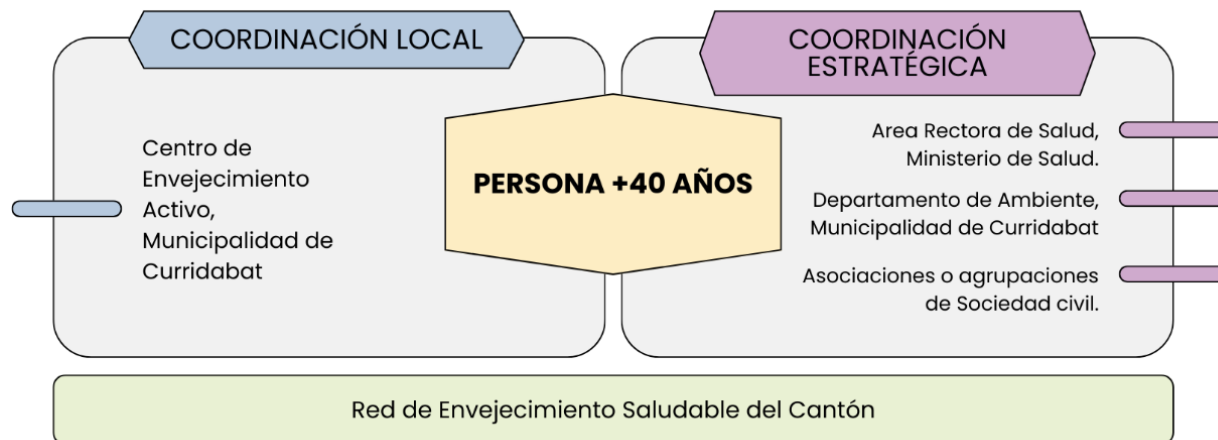 COORDINACIÓN LOCAL
Centro de
Envejecimiento
Activo,
Municipalidad de
Curridabat
PERSONA +40 AÑOS
COORDINACIÓN
ESTRATÉGICA
Area Rectora de Salud,
Ministerio de Salud.
Departamento de Ambiente,
Municipalidad de Curridabat
Asociaciones o agrupaciones
de Sociedad civil.
Red de Envejecimiento Saludable del Cantón